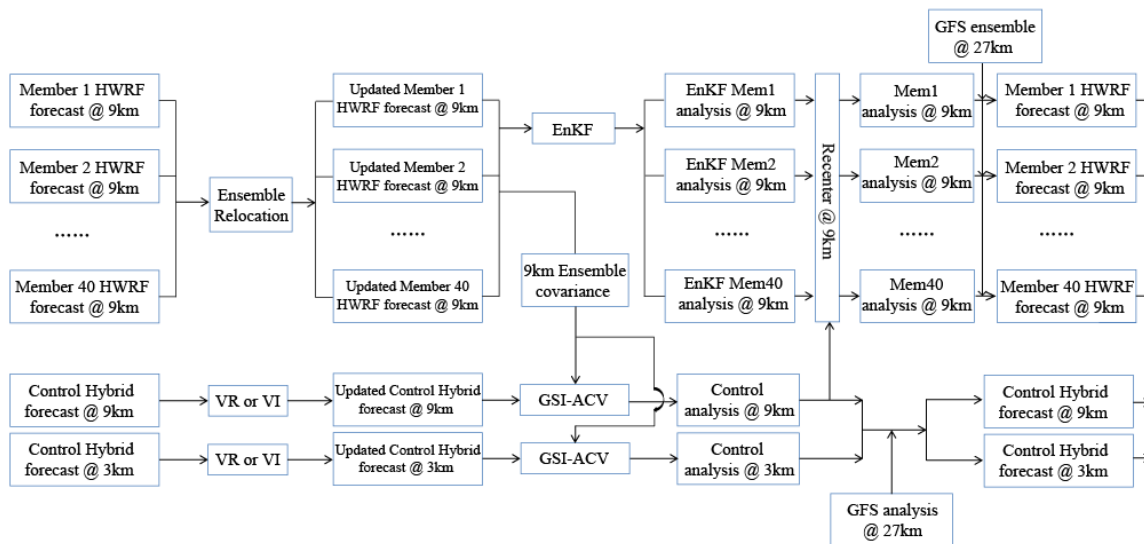 GFS ensemble
@ 27km
Member 1 HWRF
forecast @ 9km
Updated Member 1
HWRF forecast @ 9km
EnKF
EnKF Mem1
analysis @ 9km
Mem1
analysis @ 9km
Member 1 HWRF
forecast @ 9km
Member 2 HWRF
forecast @ 9km
Updated Member 2
HWRF forecast @ 9km
EnKF Mem2
analysis @ 9km
Recenter @ 9km
Mem2
analysis @ 9km
Member 2 HWRF
forecast @ 9km
Ensemble
Relocation
......
......
......
......
......
9km Ensemble
covariance
Member 40 HWRF
forecast @ 9km
Updated Member 40
HWRF forecast @ 9km
EnKF Mem40
analysis @ 9km
Mem40
analysis @ 9km
Member 40 HWRF
forecast @ 9km
Control Hybrid
forecast @ 9km
VR or VI
Updated Control Hybrid
forecast @ 9km
GSI-ACV
Control
analysis @ 9km
Control Hybrid
forecast @ 9km
Control Hybrid
forecast @ 3km
VR or VI
Updated Control Hybrid
forecast @ 3km
GSI-ACV
Control
analysis @ 3km
Control Hybrid
forecast @ 3km
GFS analysis
@ 27km